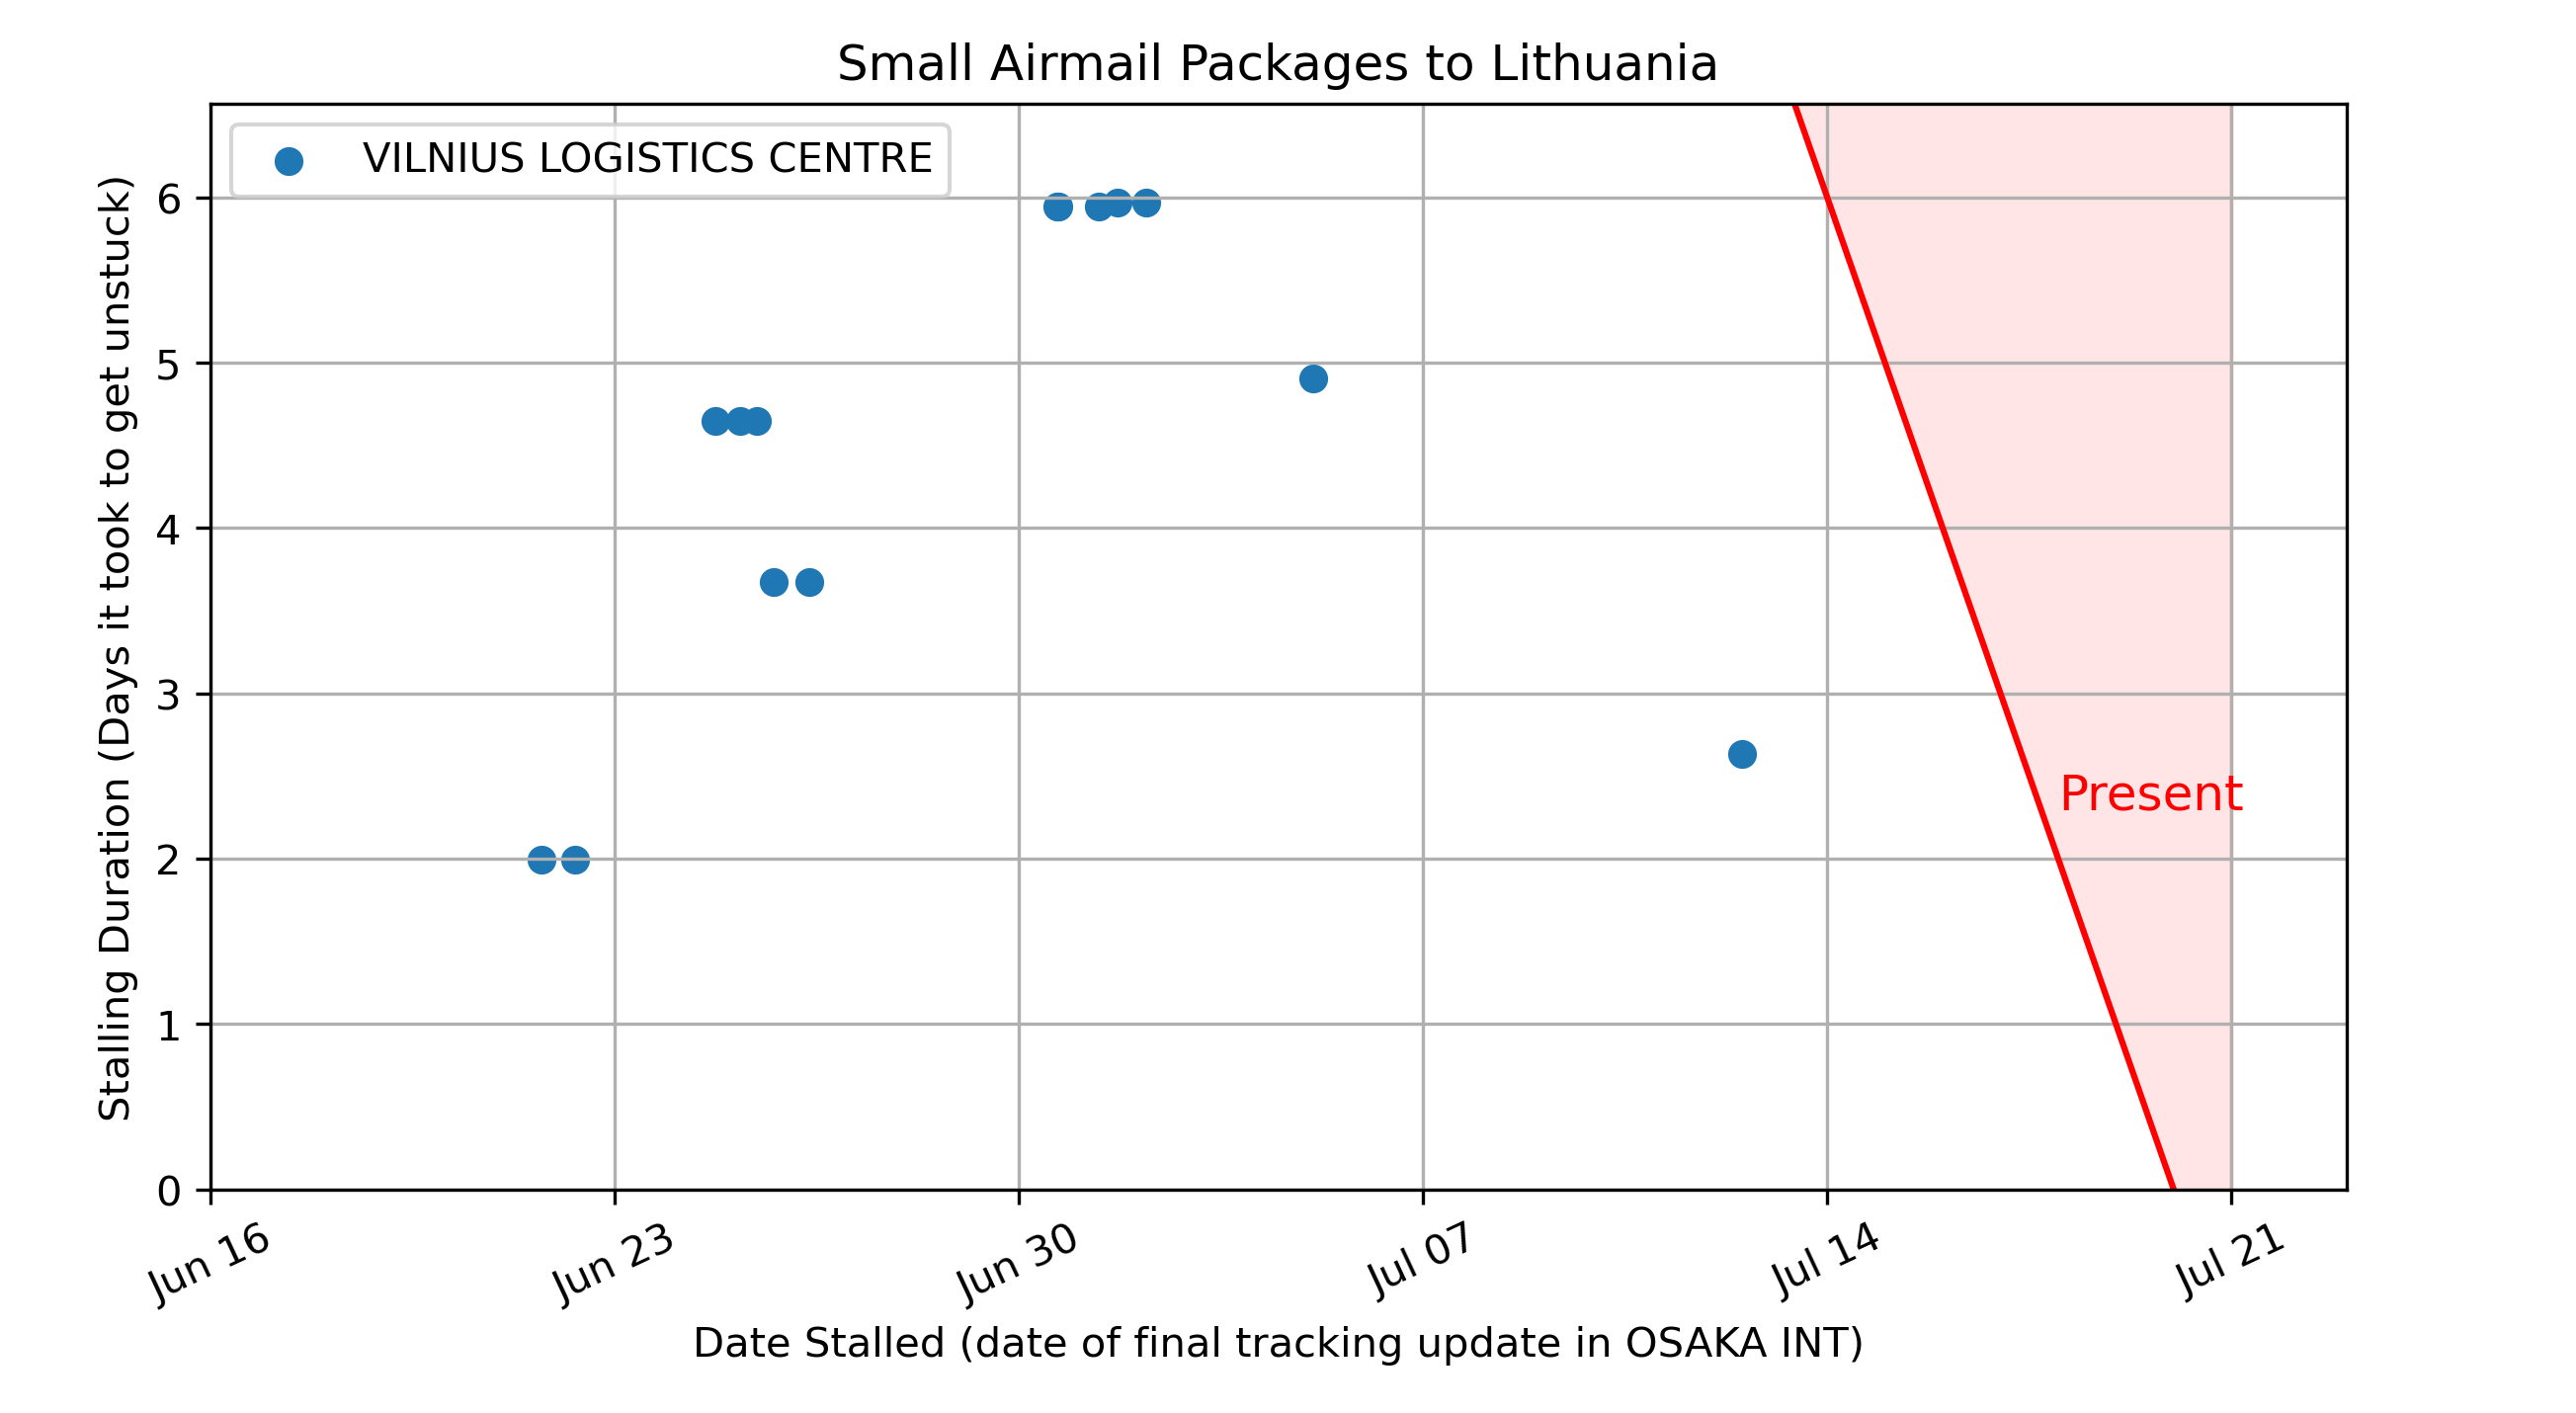 Small Airmail Packages to Lithuania
VILNIUS LOGISTICS CENTRE
Stalling Duration (Days it took to get unstuck)
6
5
4
3
2
1
0
Present
Jun 16
Jun 23
Jun 30
Jul 07
Jul 14
Jul 21
Date Stalled (date of final tracking update in OSAKA INT)